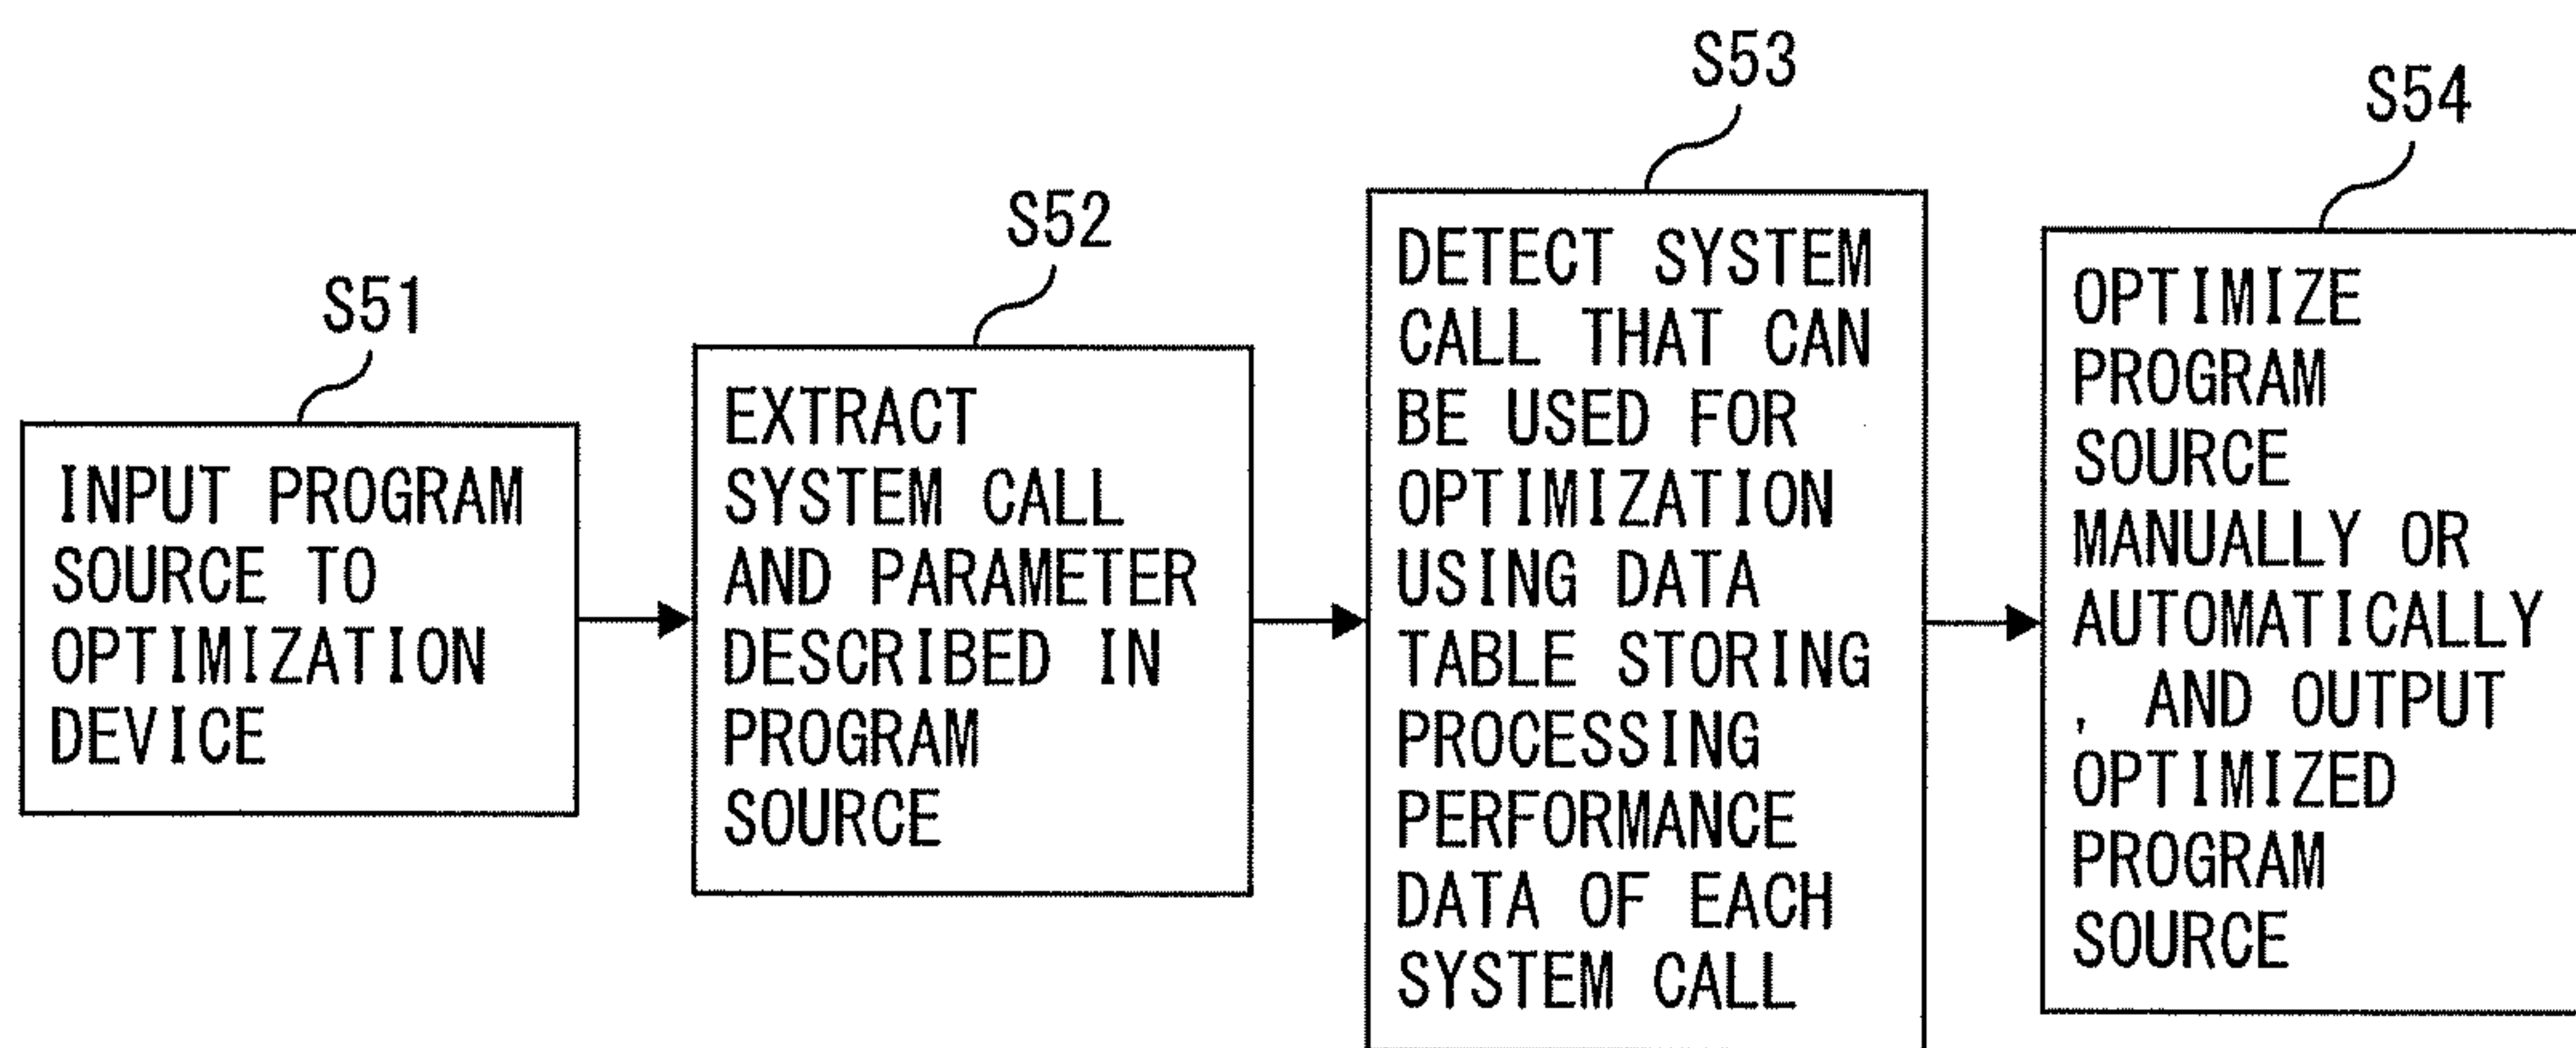 S51
INPUT PROGRAM
SOURCE TO
OPTIMIZATION
DEVICE
S52
EXTRACT
SYSTEM CALL
AND PARAMETER
DESCRIBED IN
PROGRAM
SOURCE
S53
DETECT SYSTEM
CALL THAT CAN
BE USED FOR
OPTIMIZATION
USING DATA
TABLE STORING
PROCESSING
PERFORMANCE
DATA OF EACH
SYSTEM CALL
S54
OPTIMIZE
PROGRAM
SOURCE
MANUALLY OR
AUTOMATICALLY
, AND OUTPUT
OPTIMIZED
PROGRAM
SOURCE